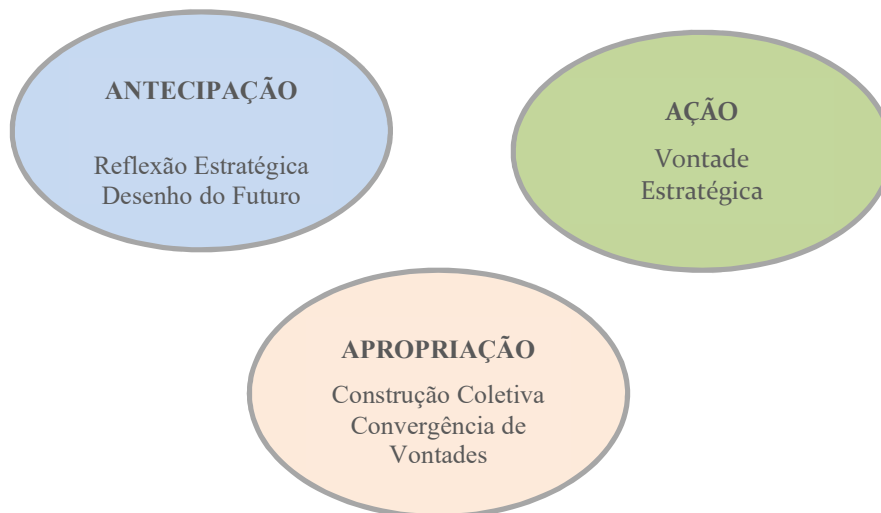 ANTECIPAÇÃO
Reflexão Estratégica
Desenho do Futuro
AÇÃO
Vontade
Estratégica
APROPRIAÇÃO
Construção Coletiva
Convergência de
Vontades